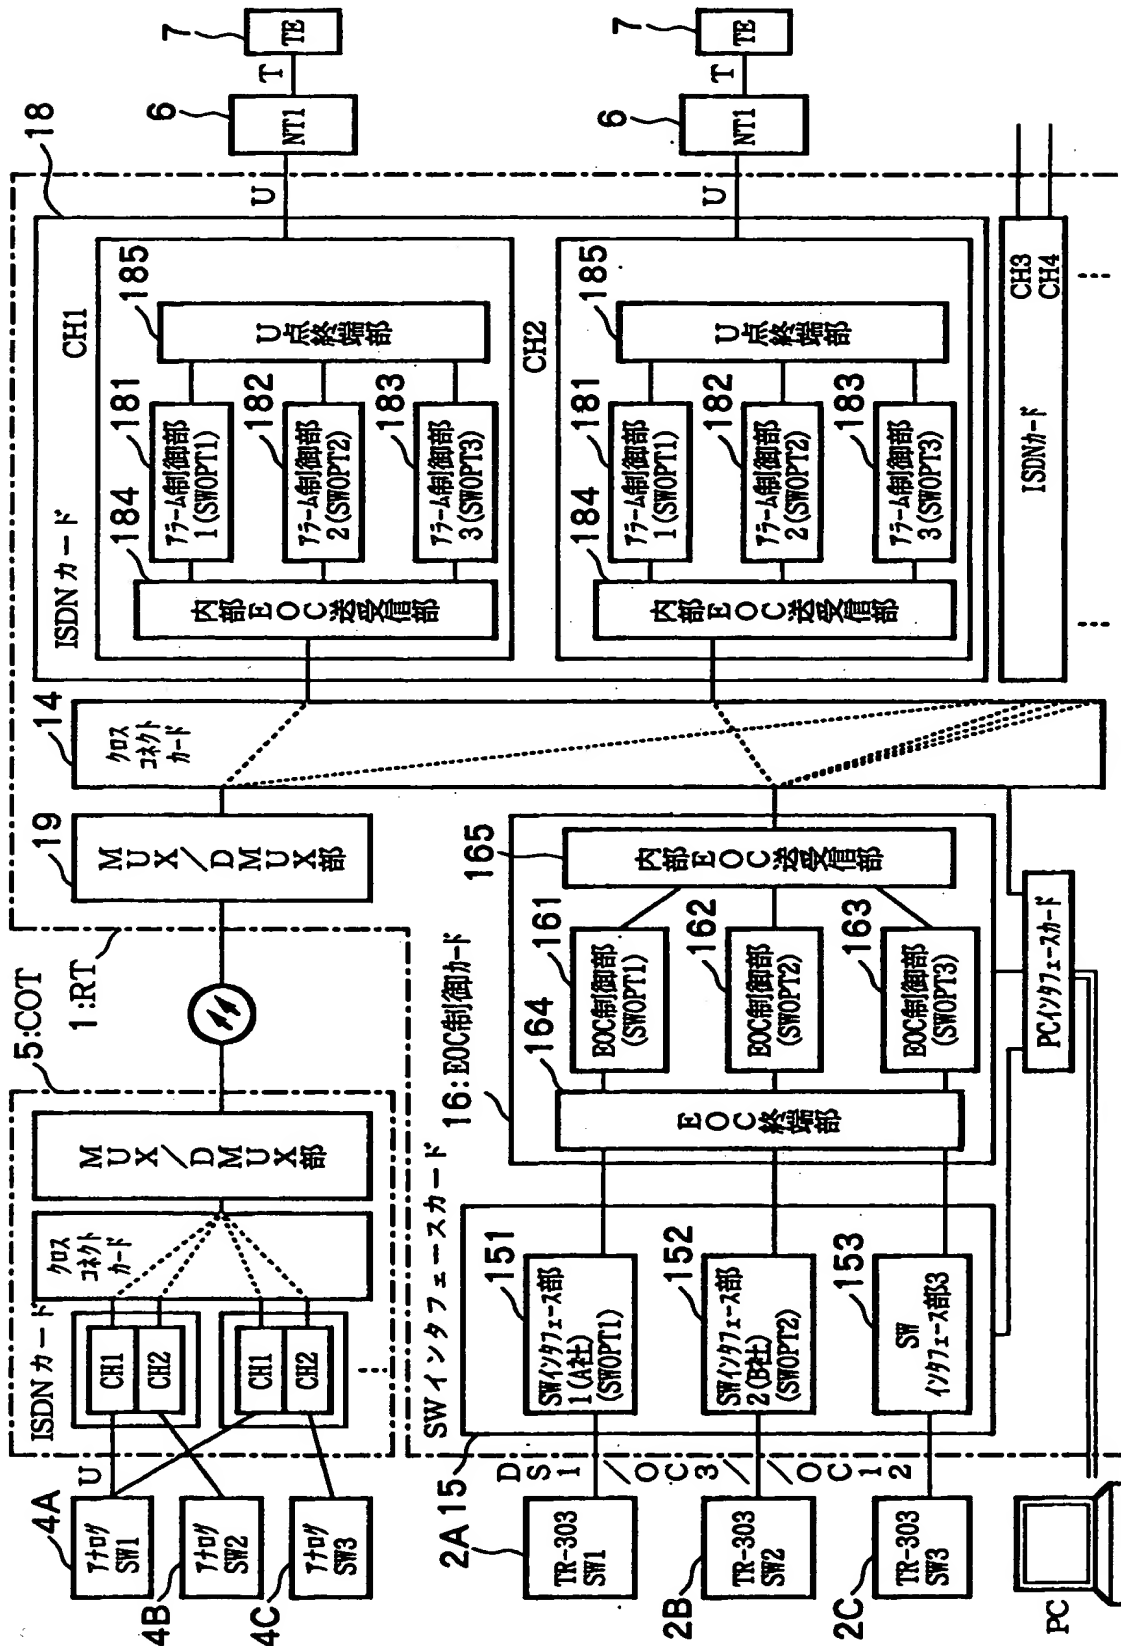 4A
アナログ
SW1
4B
アナログ
SW2
4C
アナログ
SW3
U
ISDNカード
CH1
CH2
CH1
CH2
クロス
コネクト
カード
MUX/DMUX部
5:COT
1:RT
19
MUX/DMUX部
14
クロス
コネクト
カード
18
ISDNカード
CH1
184
内部EOC送受信部
181
アラーム制御部
1(SWOPT1)
182
アラーム制御部
2(SWOPT2)
183
アラーム制御部
3(SWOPT3)
185
U点終端部
U
6
NT1
T
7
TE
CH2
184
内部EOC送受信部
181
アラーム制御部
1(SWOPT1)
182
アラーム制御部
2(SWOPT2)
183
アラーム制御部
3(SWOPT3)
185
U点終端部
U
6
NT1
T
7
TE
ISDNカード
CH3
CH4
2A
TR-303
SW1
2B
TR-303
SW2
2C
TR-303
SW3
DS1/OC3/OC12
15
SWインタフェースカード
151
SWインタフェース部
1(A社)
(SWOPT1)
152
SWインタフェース部
2(B社)
(SWOPT2)
153
SW
インタフェース部3
16:EOC制御カード
164
EOC終端部
161
EOC制御部
(SWOPT1)
162
EOC制御部
(SWOPT2)
163
EOC制御部
(SWOPT3)
165
内部EOC送受信部
PCインタフェースカード
PC